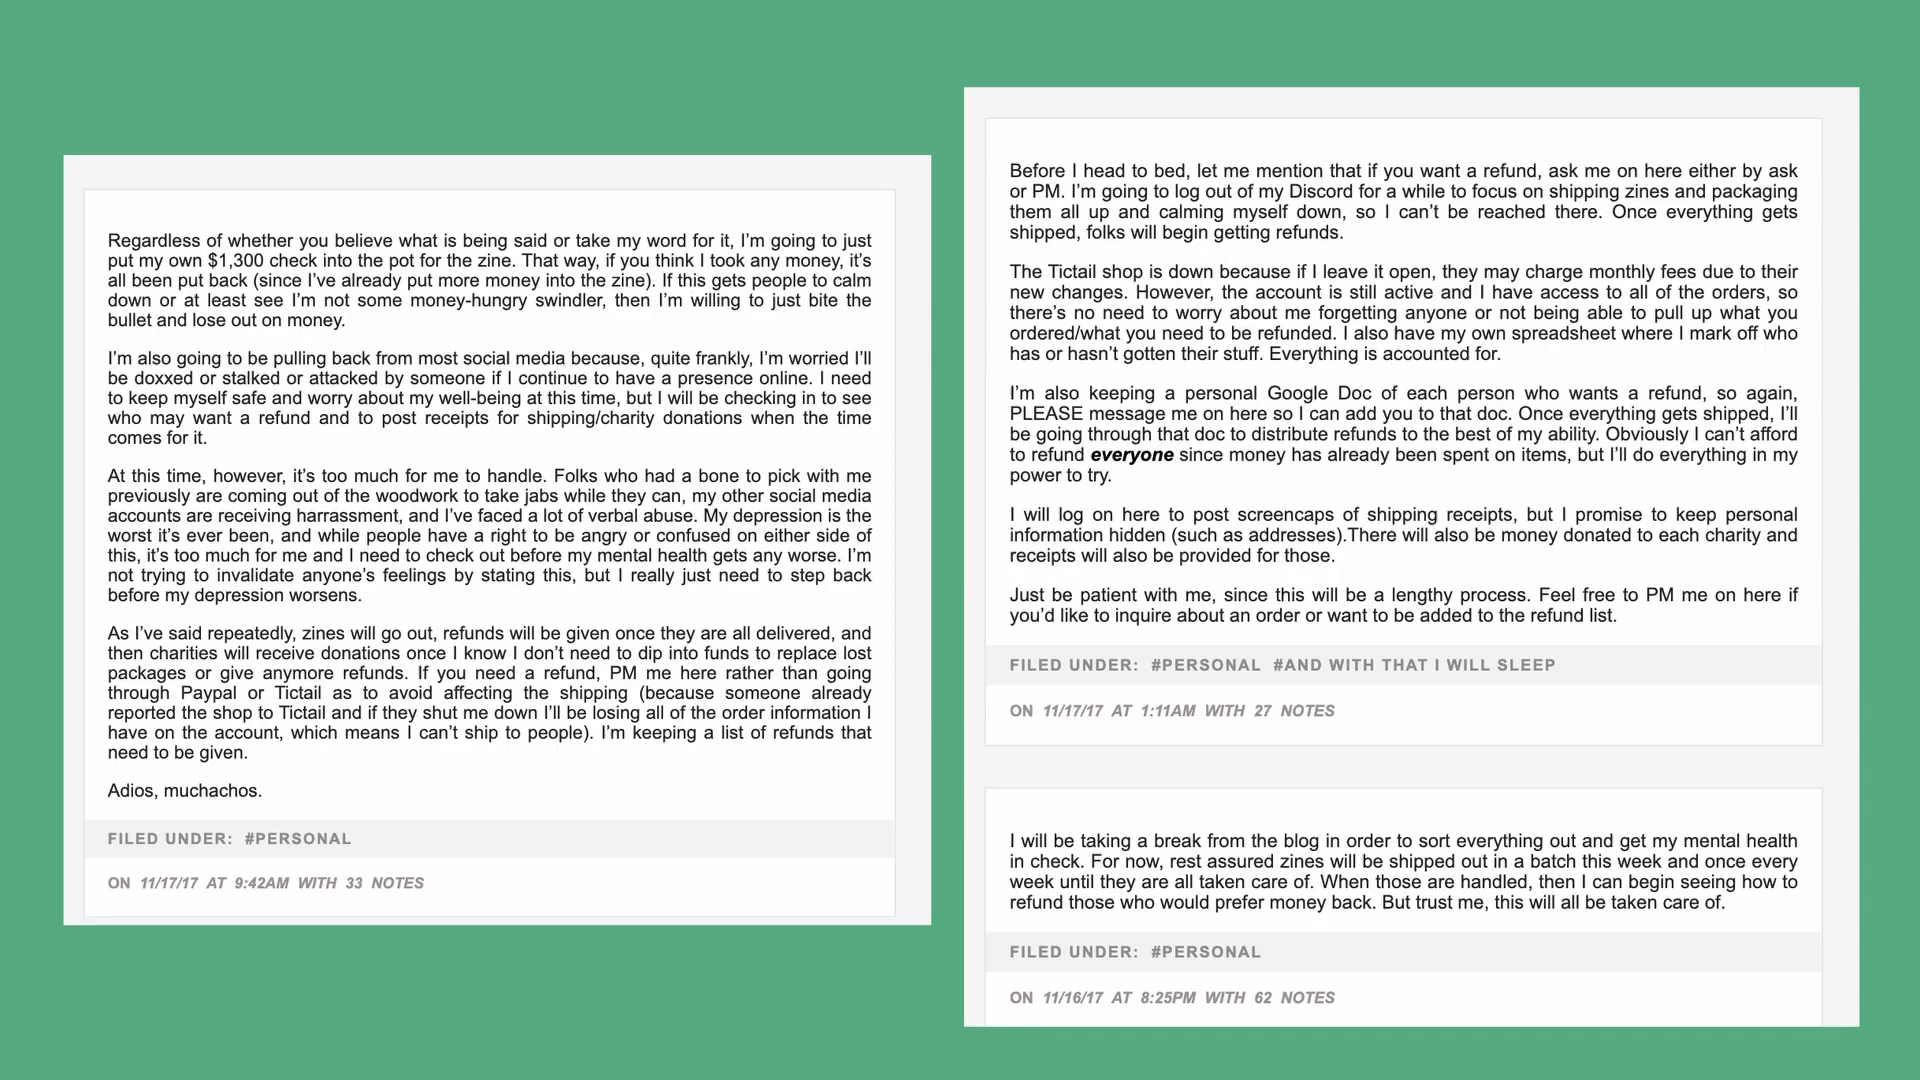 Regardless of whether you believe what is being said or take my word for it, I'm going to just
put my own $1,300 check into the pot for the zine. That way, if you think I took any money, it's
all been put back (since I've already put more money into the zine). If this gets people to calm
down or at least see I'm not some money-hungry swindler, then I'm willing to just bite the
bullet and lose out on money.
I'm also going to be pulling back from most social media because, quite frankly, I'm worried I'll
be doxxed or stalked or attacked by someone if I continue to have a presence online. I need
to keep myself safe and worry about my well-being at this time, but I will be checking in to see
who may want a refund and to post receipts for shipping/charity donations when the time
comes for it.
At this time, however, it's too much for me to handle. Folks who had a bone to pick with me
previously are coming out of the woodwork to take jabs while they can, my other social media
accounts are receiving harrassment, and I've faced a lot of verbal abuse. My depression is the
worst it's ever been, and while people have a right to be angry or confused on either side of
this, it's too much for me and I need to check out before my mental health gets any worse. I'm
not trying to invalidate anyone's feelings by stating this, but I really just need to step back
before my depression worsens.
As I've said repeatedly, zines will go out, refunds will be given once they are all delivered, and
then charities will receive donations once I know I don't need to dip into funds to replace lost
packages or give anymore refunds. If you need a refund, PM me here rather than going
through Paypal or Tictail as to avoid affecting the shipping (because someone already
reported the shop to Tictail and if they shut me down I'll be losing all of the order information I
have on the account, which means I can't ship to people). I'm keeping a list of refunds that
need to be given.
Adios, muchachos.
FILED UNDER: #PERSONAL
ON 11/17/17 AT 9:42AM WITH 33 NOTES
Before I head to bed, let me mention that if you want a refund, ask me on here either by ask
or PM. I'm going to log out of my Discord for a while to focus on shipping zines and packaging
them all up and calming myself down, so I can't be reached there. Once everything gets
shipped, folks will begin getting refunds.
The Tictail shop is down because if I leave it open, they may charge monthly fees due to their
new changes. However, the account is still active and I have access to all of the orders, so
there's no need to worry about me forgetting anyone or not being able to pull up what you
ordered/what you need to be refunded. I also have my own spreadsheet where I mark off who
has or hasn't gotten their stuff. Everything is accounted for.
I'm also keeping a personal Google Doc of each person who wants a refund, so again,
PLEASE message me on here so I can add you to that doc. Once everything gets shipped, I'll
be going through that doc to distribute refunds to the best of my ability. Obviously I can't afford
to refund everyone since money has already been spent on items, but I'll do everything in my
power to try.
I will log on here to post screencaps of shipping receipts, but I promise to keep personal
information hidden (such as addresses).There will also be money donated to each charity and
receipts will also be provided for those.
Just be patient with me, since this will be a lengthy process. Feel free to PM me on here if
you'd like to inquire about an order or want to be added to the refund list.
FILED UNDER: #PERSONAL #AND WITH THAT I WILL SLEEP
ON 11/17/17 AT 1:11AM WITH 27 NOTES
I will be taking a break from the blog in order to sort everything out and get my mental health
in check. For now, rest assured zines will be shipped out in a batch this week and once every
week until they are all taken care of. When those are handled, then I can begin seeing how to
refund those who would prefer money back. But trust me, this will all be taken care of.
FILED UNDER: #PERSONAL
ON 11/16/17 AT 8:25PM WITH 62 NOTES